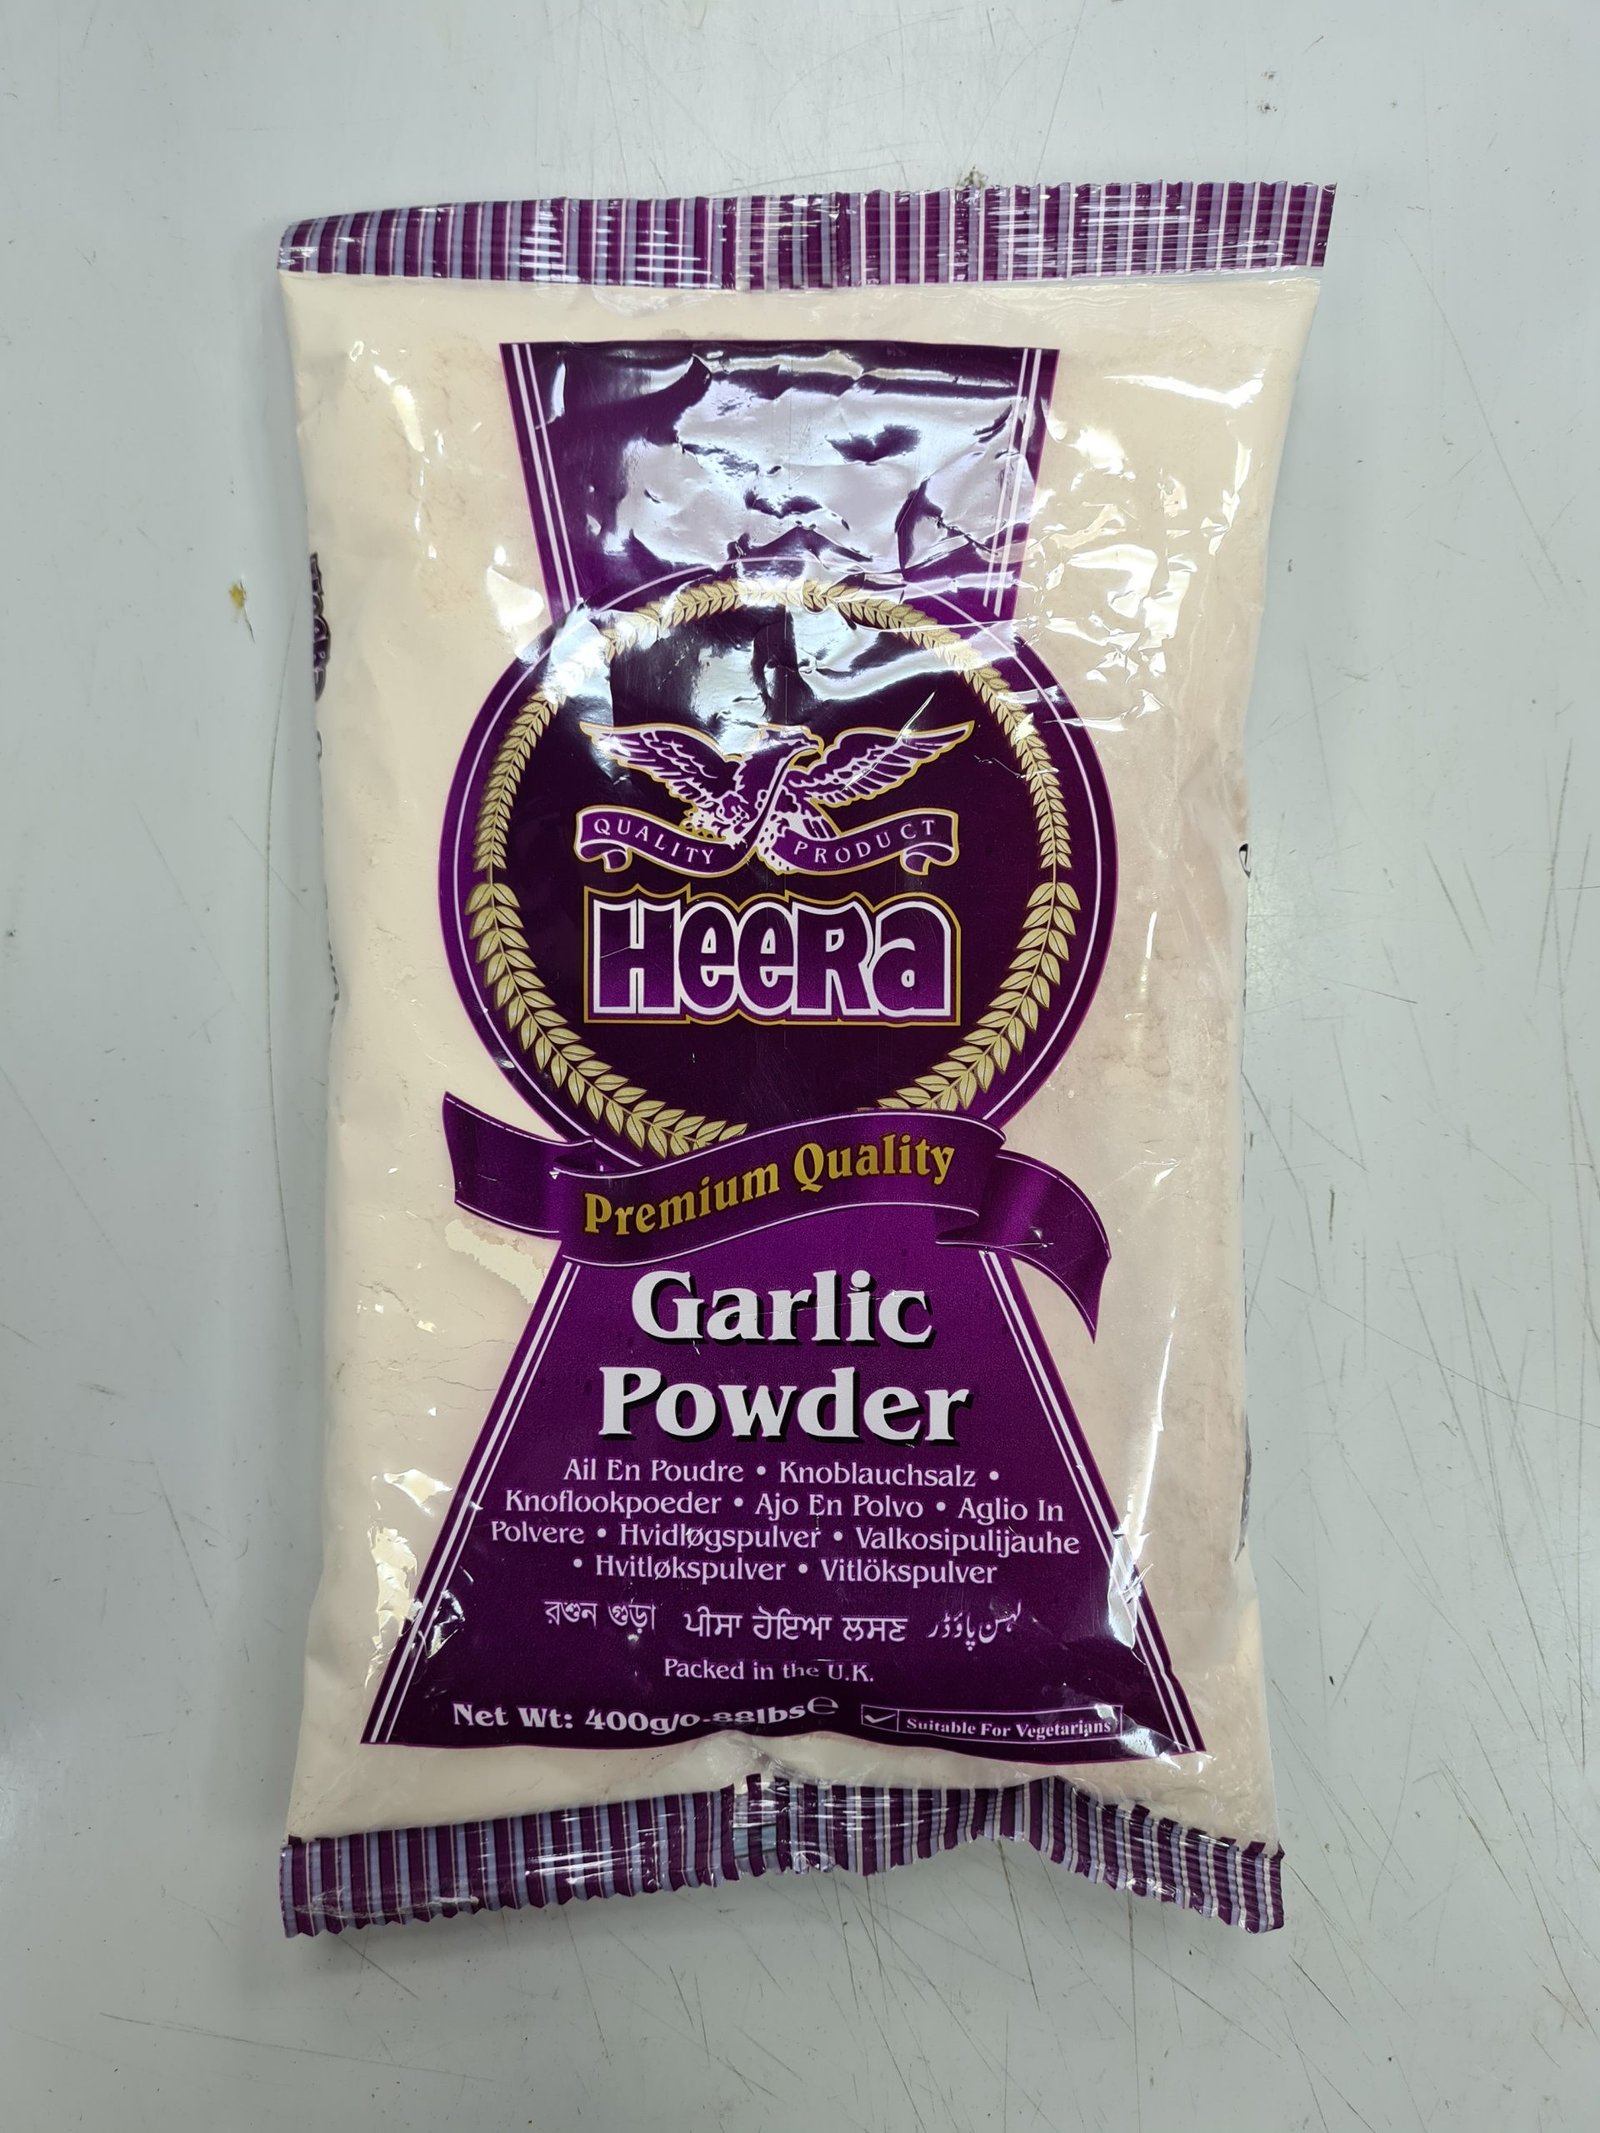 QUALITY PRODUCT
HEERA
Premium Quality
Garlic
Powder
Ail En Poudre • Knoblauchsalz •
Knoflookpoeder • Ajo En Polvo • Aglio In
Polvere • Hvidløgspulver • Valkosipulijauhe
• Hvitløkspulver • Vitlökspulver
রশুন গুড়া ਪੀਸਾ ਹੋਇਆ ਲਸਣ لہسن پاؤڈر
Packed in the U.K.
Net Wt: 400g/0.88lbs℮
Suitable For Vegetarians